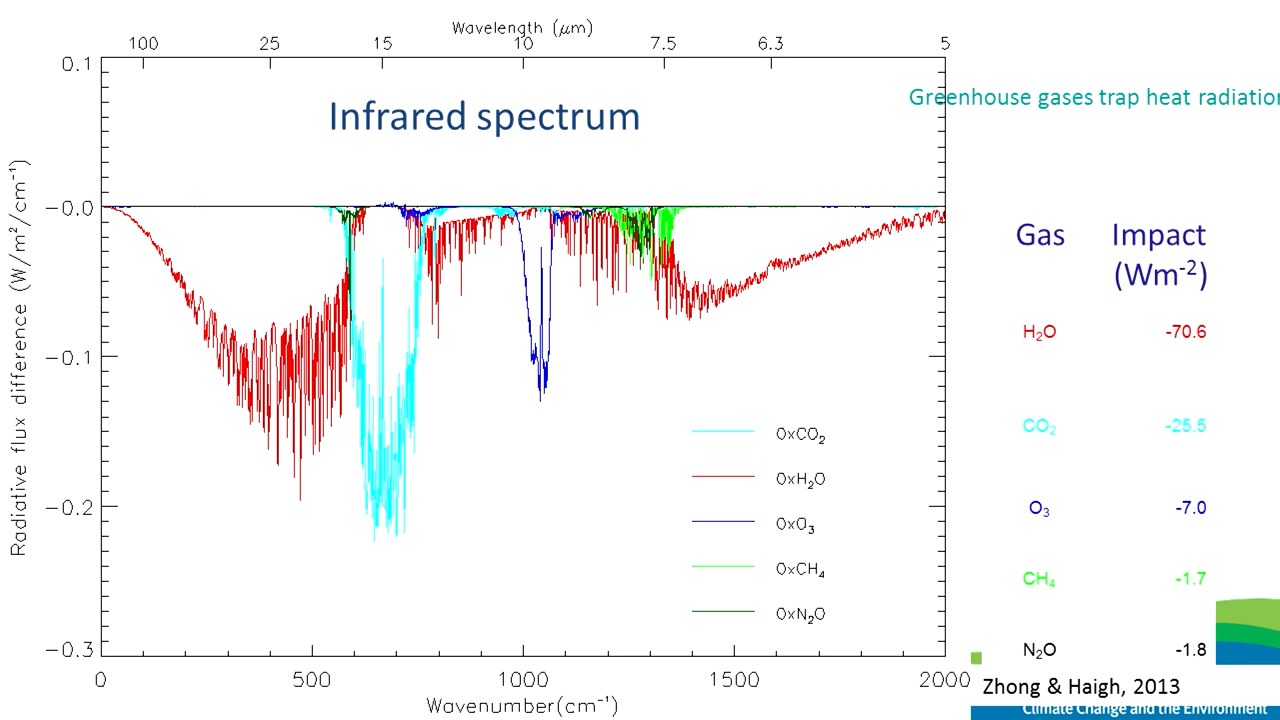 Wavelength (μm)
100 25 15 10 7.5 6.3 5
0.1
Infrared spectrum
Greenhouse gases trap heat radiation
-0.0
-0.1
-0.2
-0.3
Radiative flux difference (W/m²/cm⁻¹)
0xCO₂
0xH₂O
0xO₃
0xCH₄
0xN₂O
0 500 1000 1500 2000
Wavenumber(cm⁻¹)
Gas Impact
(Wm⁻²)
H₂O -70.6
CO₂ -25.5
O₃ -7.0
CH₄ -1.7
N₂O -1.8
Zhong & Haigh, 2013
Climate Change and the Environment